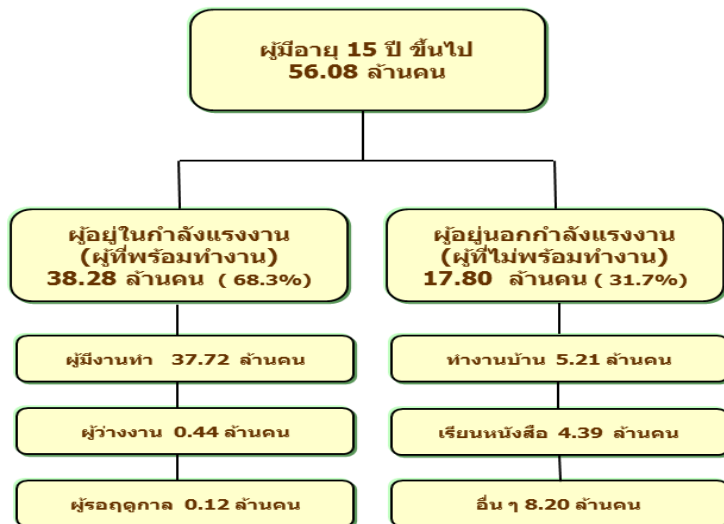 ผู้มีอายุ 15 ปี ขึ้นไป
56.08 ล้านคน
ผู้อยู่ในกำลังแรงงาน
(ผู้ที่พร้อมทำงาน)
38.28 ล้านคน ( 68.3%)
ผู้อยู่นอกกำลังแรงงาน
(ผู้ที่ไม่พร้อมทำงาน)
17.80 ล้านคน ( 31.7%)
ผู้มีงานทำ 37.72 ล้านคน
ทำงานบ้าน 5.21 ล้านคน
ผู้ว่างงาน 0.44 ล้านคน
เรียนหนังสือ 4.39 ล้านคน
ผู้รอฤดูกาล 0.12 ล้านคน
อื่น ๆ 8.20 ล้านคน